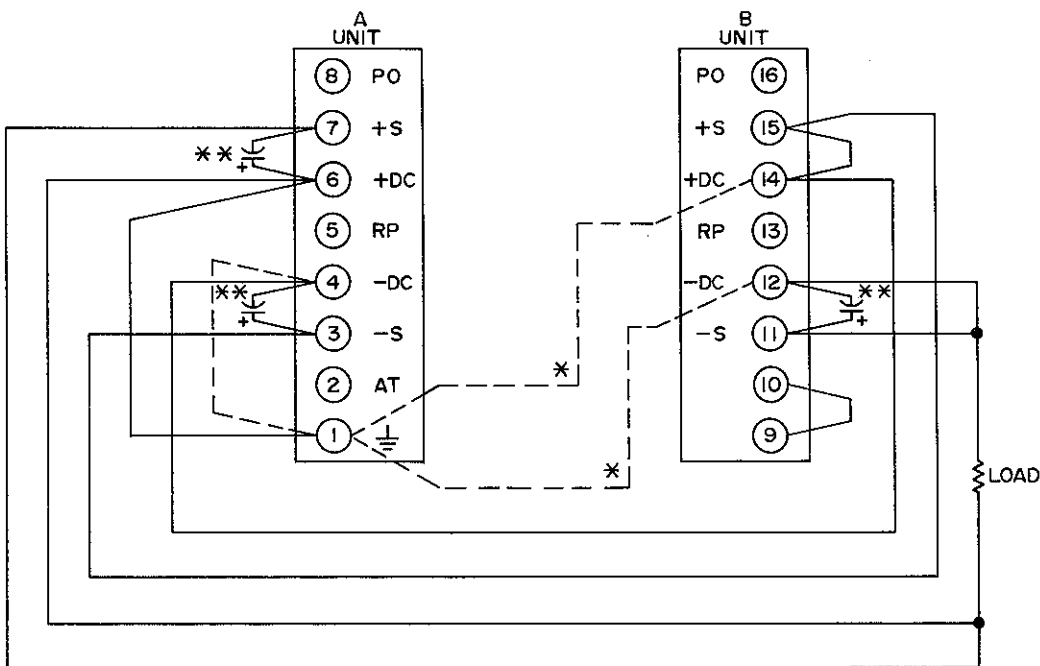 A
UNIT
B
UNIT
8 PO
7 +S
** +
6 +DC
5 RP
4 -DC
** +
3 -S
2 AT
1
PO 16
+S 15
+DC 14
RP 13
-DC 12
** +
-S 11
10
9
*
*
LOAD